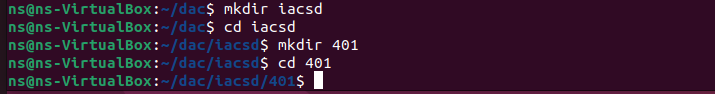 ns@ns-VirtualBox:~/dac$ mkdir iacsd
ns@ns-VirtualBox:~/dac$ cd iacsd
ns@ns-VirtualBox:~/dac/iacsd$ mkdir 401
ns@ns-VirtualBox:~/dac/iacsd$ cd 401
ns@ns-VirtualBox:~/dac/iacsd/401$